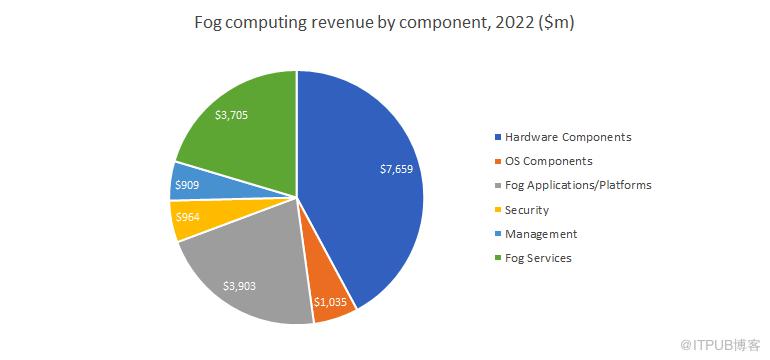 Fog computing revenue by component, 2022 ($m)
$3,705
$7,659
$909
$964
$3,903
$1,035
Hardware Components
OS Components
Fog Applications/Platforms
Security
Management
Fog Services
@ITPUB博客